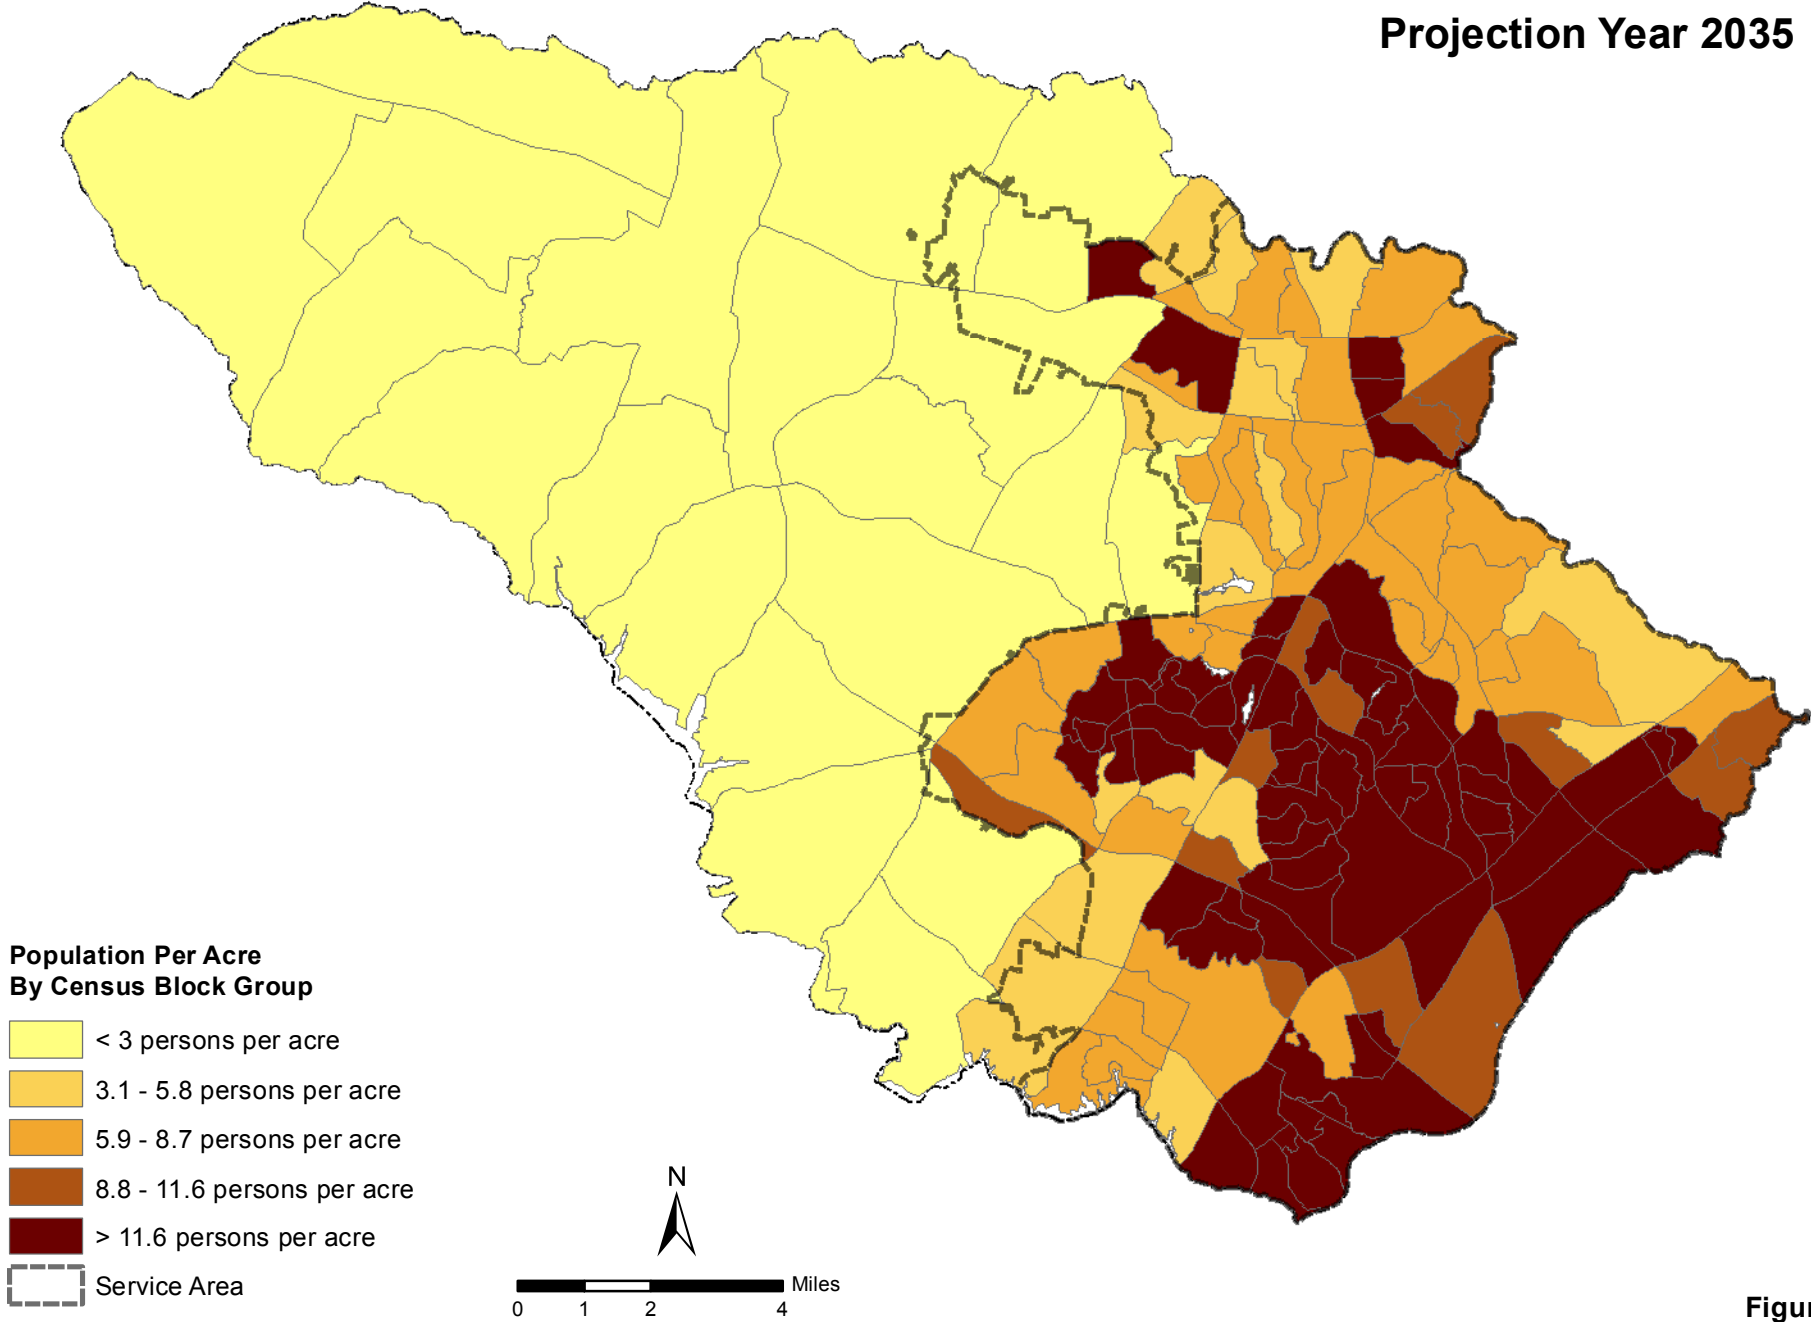 Projection Year 2035
Population Per Acre
By Census Block Group
< 3 persons per acre
3.1 - 5.8 persons per acre
5.9 - 8.7 persons per acre
8.8 - 11.6 persons per acre
> 11.6 persons per acre
Service Area
N
Miles
0 1 2 4
Figur